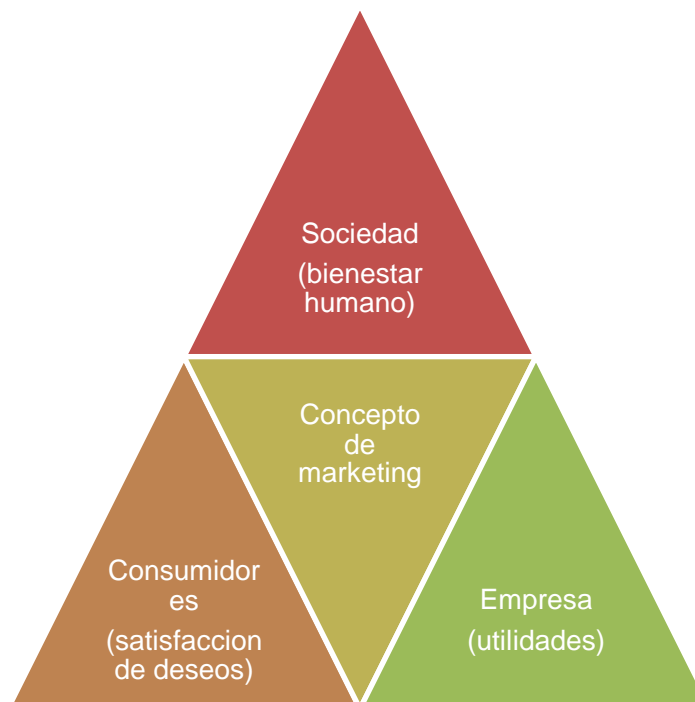 Sociedad
(bienestar
humano)
Concepto
de
marketing
Consumidor
es
(satisfaccion
de deseos)
Empresa
(utilidades)